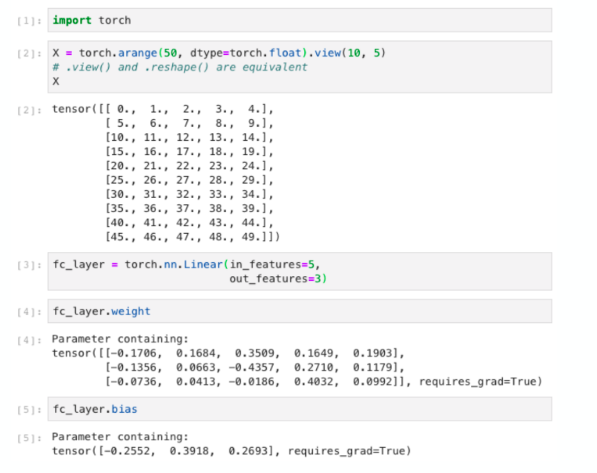 [1]: import torch
[2]: X = torch.arange(50, dtype=torch.float).view(10, 5)
# .view() and .reshape() are equivalent
X
[2]: tensor([[ 0., 1., 2., 3., 4.],
[ 5., 6., 7., 8., 9.],
[10., 11., 12., 13., 14.],
[15., 16., 17., 18., 19.],
[20., 21., 22., 23., 24.],
[25., 26., 27., 28., 29.],
[30., 31., 32., 33., 34.],
[35., 36., 37., 38., 39.],
[40., 41., 42., 43., 44.],
[45., 46., 47., 48., 49.]])
[3]: fc_layer = torch.nn.Linear(in_features=5,
out_features=3)
[4]: fc_layer.weight
[4]: Parameter containing:
tensor([[-0.1706, 0.1684, 0.3509, 0.1649, 0.1903],
[-0.1356, 0.0663, -0.4357, 0.2710, 0.1179],
[-0.0736, 0.0413, -0.0186, 0.4032, 0.0992]], requires_grad=True)
[5]: fc_layer.bias
[5]: Parameter containing:
tensor([-0.2552, 0.3918, 0.2693], requires_grad=True)